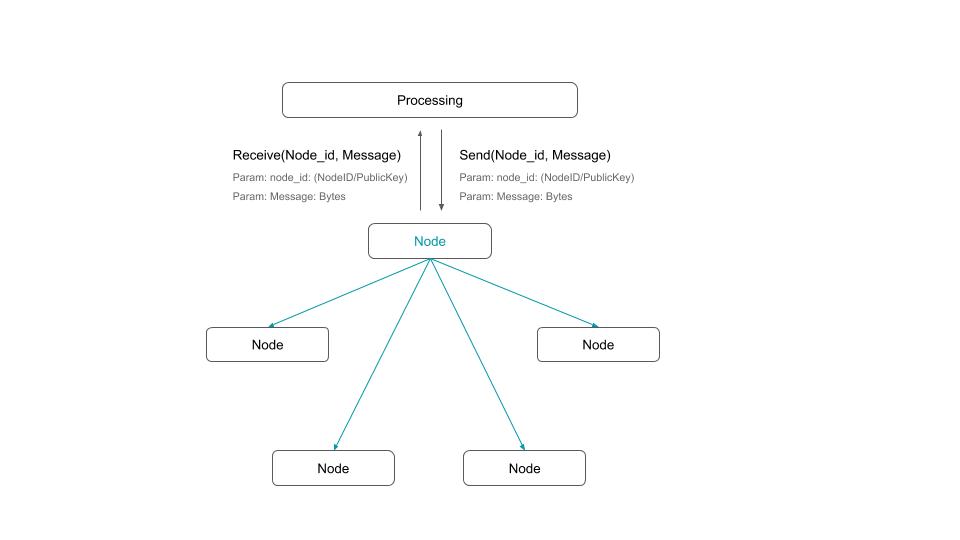 Processing
Receive(Node_id, Message)
Param: node_id: (NodeID/PublicKey)
Param: Message: Bytes
Send(Node_id, Message)
Param: node_id: (NodeID/PublicKey)
Param: Message: Bytes
Node
Node
Node
Node
Node